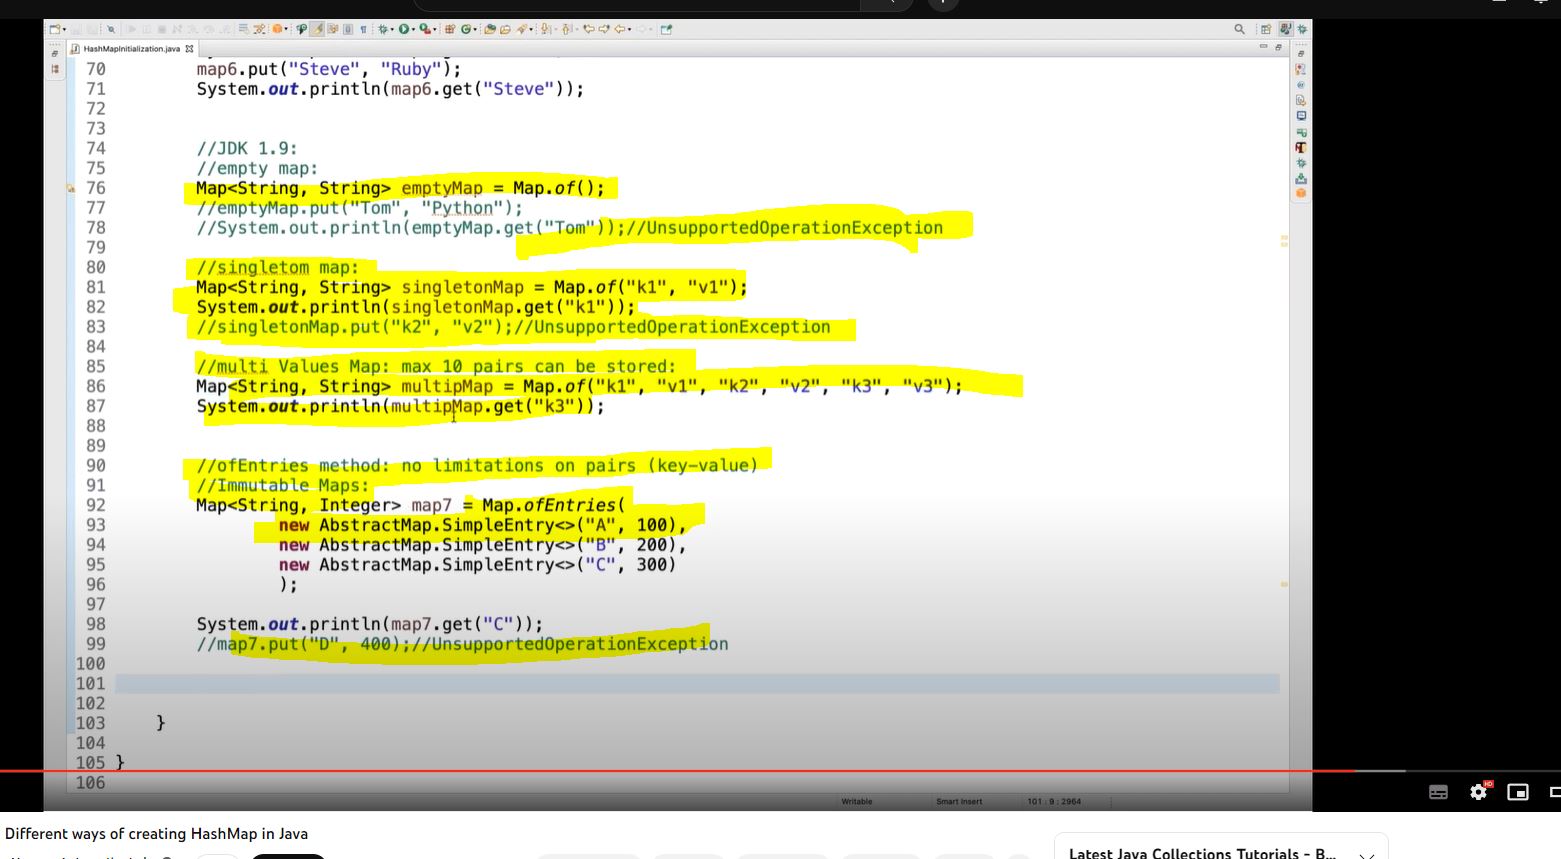 HashMapInitialization.java
70 map6.put("Steve", "Ruby");
71 System.out.println(map6.get("Steve"));
72
73
74 //JDK 1.9:
75 //empty map:
76 Map<String, String> emptyMap = Map.of();
77 //emptyMap.put("Tom", "Python");
78 //System.out.println(emptyMap.get("Tom"));//UnsupportedOperationException
79
80 //singletom map:
81 Map<String, String> singletonMap = Map.of("k1", "v1");
82 System.out.println(singletonMap.get("k1"));
83 //singletonMap.put("k2", "v2");//UnsupportedOperationException
84
85 //multi Values Map: max 10 pairs can be stored:
86 Map<String, String> multipMap = Map.of("k1", "v1", "k2", "v2", "k3", "v3");
87 System.out.println(multipMap.get("k3"));
88
89
90 //ofEntries method: no limitations on pairs (key-value)
91 //Immutable Maps:
92 Map<String, Integer> map7 = Map.ofEntries(
93 new AbstractMap.SimpleEntry<>("A", 100),
94 new AbstractMap.SimpleEntry<>("B", 200),
95 new AbstractMap.SimpleEntry<>("C", 300)
96 );
97
98 System.out.println(map7.get("C"));
99 //map7.put("D", 400);//UnsupportedOperationException
100
101
102
103 }
104
105 }
106
HD
Writable Smart Insert 101 : 9 : 2964
Different ways of creating HashMap in Java
Latest Java Collections Tutorials - B...